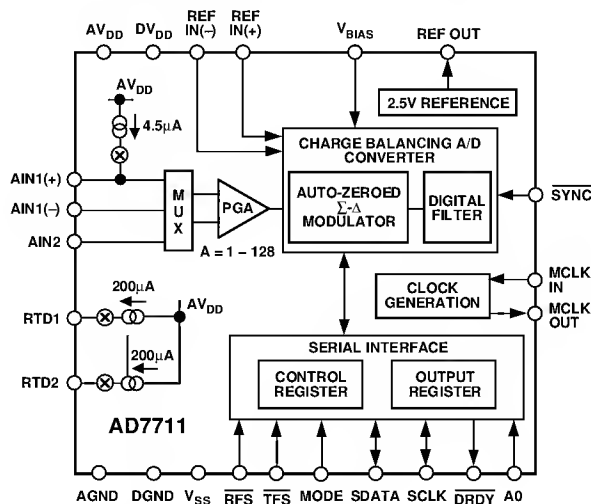 REF IN(–)
REF IN(+)
AVDD
DVDD
VBIAS
REF OUT
AVDD
2.5V REFERENCE
4.5µA
CHARGE BALANCING A/D
CONVERTER
AIN1(+)
AIN1(–)
AIN2
MUX
PGA
A = 1 – 128
AUTO-ZEROED
Σ-Δ
MODULATOR
DIGITAL
FILTER
SYNC
200µA
AVDD
RTD1
CLOCK
GENERATION
MCLK
IN
MCLK
OUT
200µA
RTD2
SERIAL INTERFACE
CONTROL
REGISTER
OUTPUT
REGISTER
AD7711
AGND
DGND
VSS
RFS
TFS
MODE
SDATA
SCLK
DRDY
A0